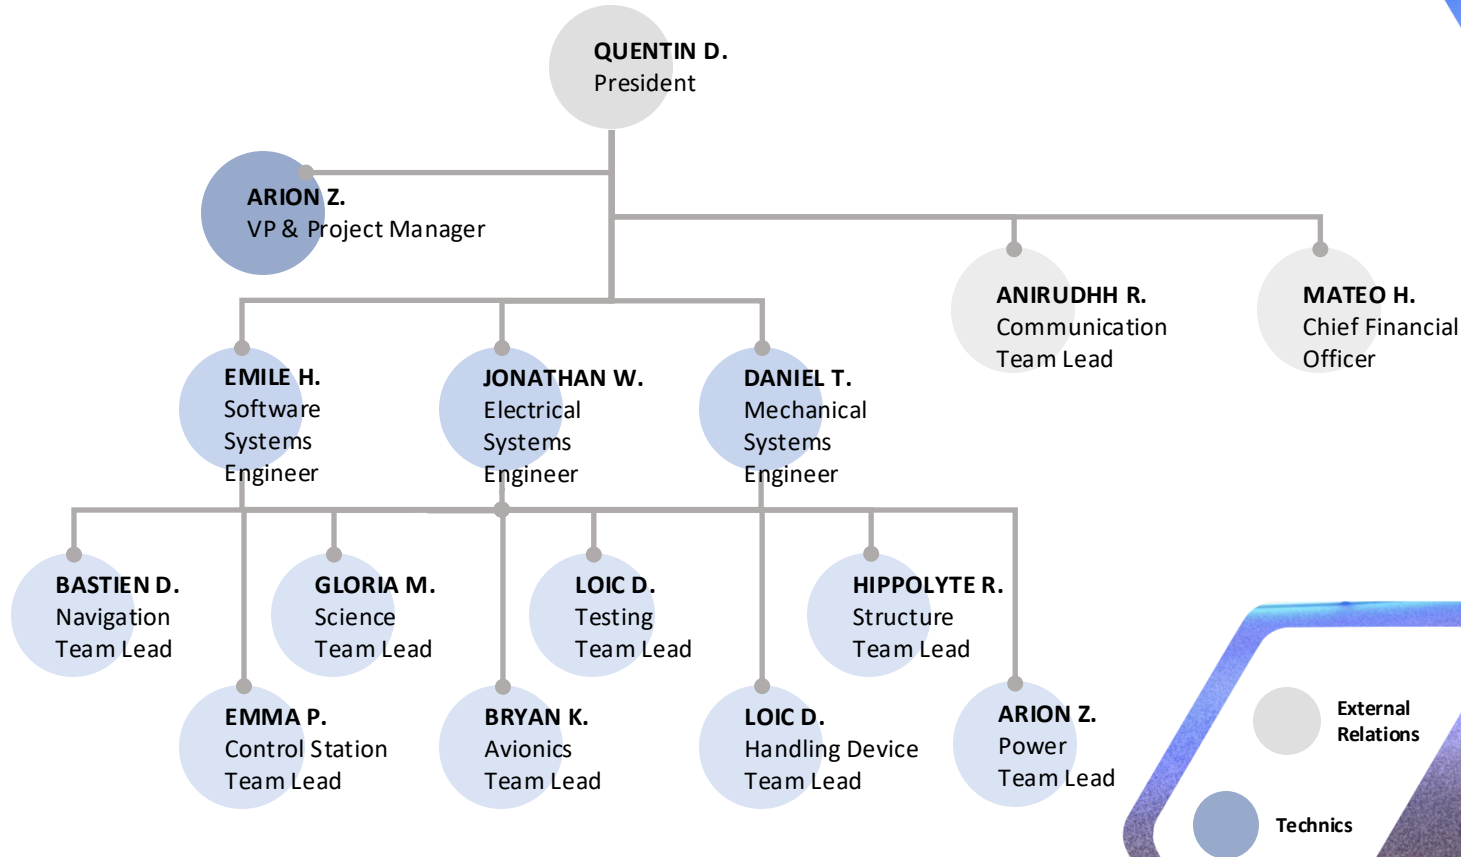 QUENTIN D.
President
ARION Z.
VP & Project Manager
ANIRUDHH R.
Communication
Team Lead
MATEO H.
Chief Financial
Officer
EMILE H.
Software
Systems
Engineer
JONATHAN W.
Electrical
Systems
Engineer
DANIEL T.
Mechanical
Systems
Engineer
BASTIEN D.
Navigation
Team Lead
GLORIA M.
Science
Team Lead
LOIC D.
Testing
Team Lead
HIPPOLYTE R.
Structure
Team Lead
EMMA P.
Control Station
Team Lead
BRYAN K.
Avionics
Team Lead
LOIC D.
Handling Device
Team Lead
ARION Z.
Power
Team Lead
External
Relations
Technics